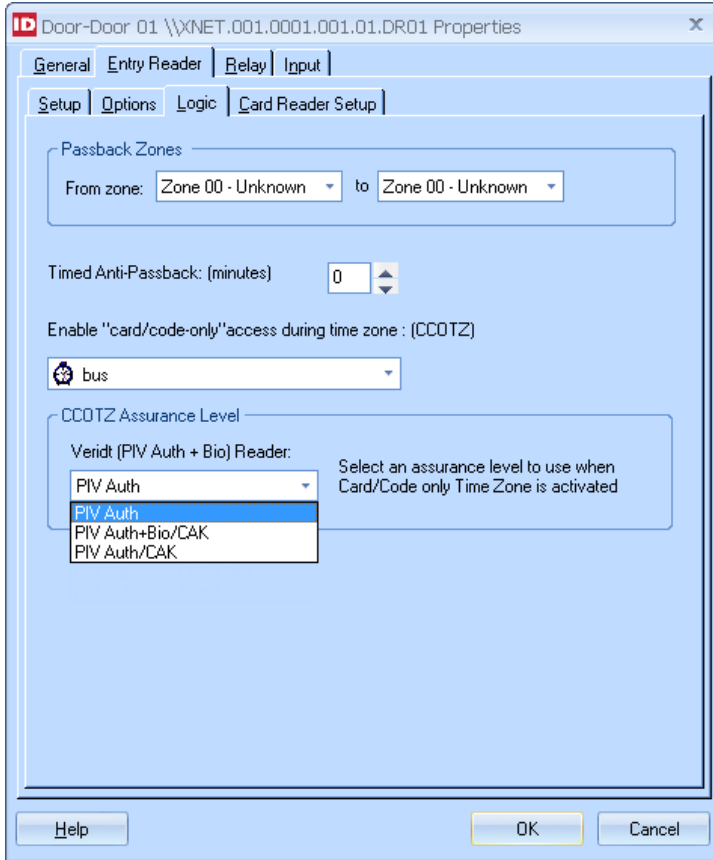 ID Door-Door 01 \\XNET.001.0001.001.01.DR01 Properties x
General Entry Reader Relay Input
Setup Options Logic Card Reader Setup
Passback Zones
From zone: Zone 00 - Unknown to Zone 00 - Unknown
Timed Anti-Passback: (minutes) 0
Enable "card/code-only"access during time zone : (CCOTZ)
bus
CCOTZ Assurance Level
Veridt (PIV Auth + Bio) Reader:
PIV Auth
Select an assurance level to use when
Card/Code only Time Zone is activated
PIV Auth
PIV Auth+Bio/CAK
PIV Auth/CAK
Help OK Cancel